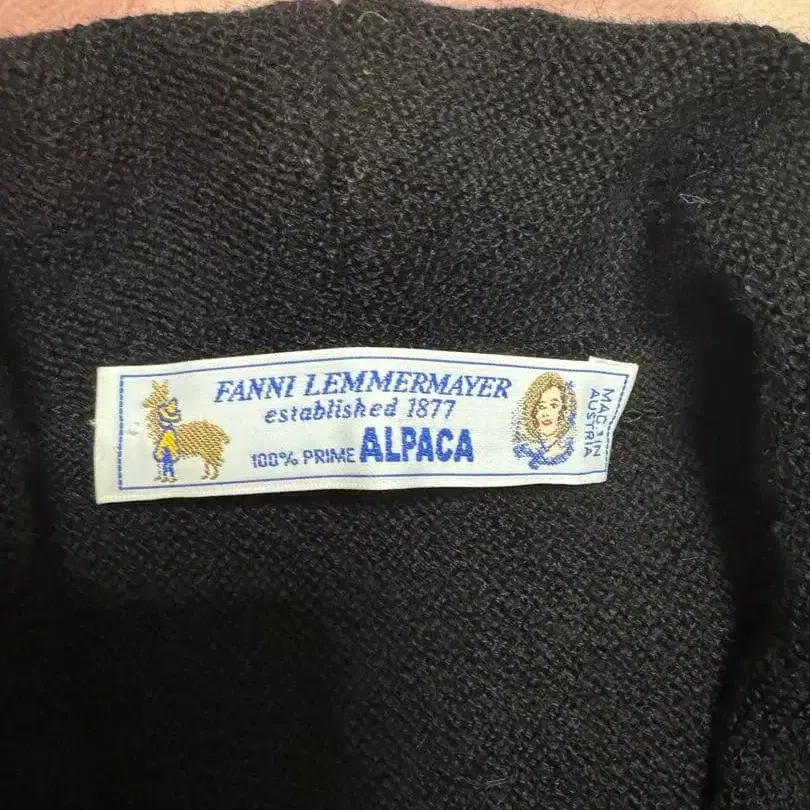 FANNI LEMMERMAYER
established 1877
100% PRIME ALPACA
MADE IN
AUSTRIA